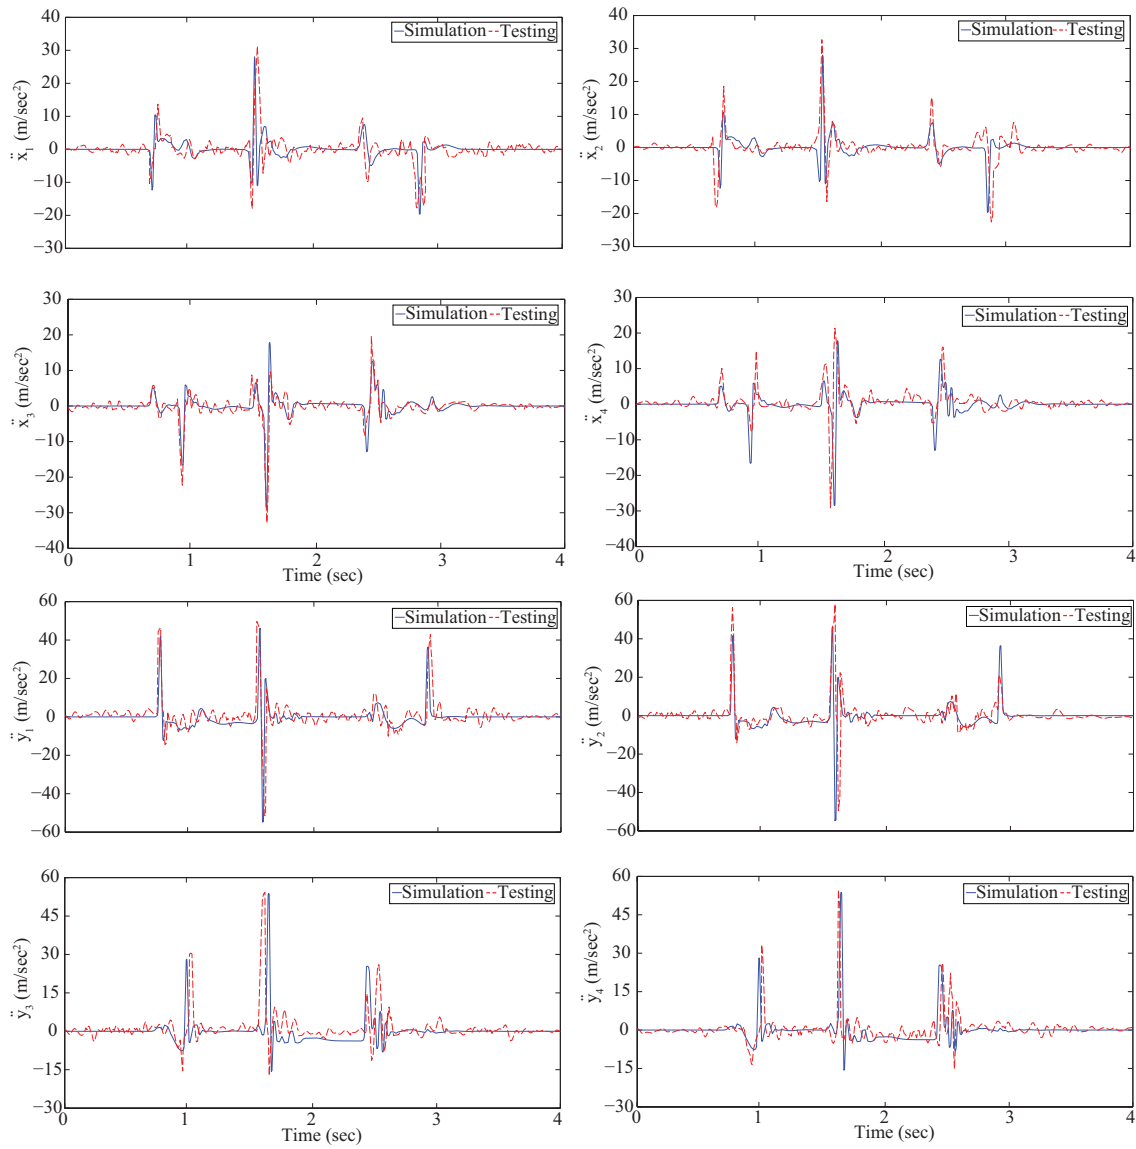 40
30
20
10
0
−10
−20
−30
ẍ₁ (m/sec²)
Simulation Testing
40
30
20
10
0
−10
−20
−30
ẍ₂ (m/sec²)
Simulation Testing
30
20
10
0
−10
−20
−30
−40
ẍ₃ (m/sec²)
Simulation Testing
0 1 2 3 4
Time (sec)
30
20
10
0
−10
−20
−30
−40
ẍ₄ (m/sec²)
Simulation Testing
0 1 2 3 4
Time (sec)
60
40
20
0
−20
−40
−60
ÿ₁ (m/sec²)
Simulation Testing
60
40
20
0
−20
−40
−60
ÿ₂ (m/sec²)
Simulation Testing
60
45
30
15
0
−15
−30
ÿ₃ (m/sec²)
Simulation Testing
0 1 2 3 4
Time (sec)
60
45
30
15
0
−15
−30
ÿ₄ (m/sec²)
Simulation Testing
0 1 2 3 4
Time (sec)